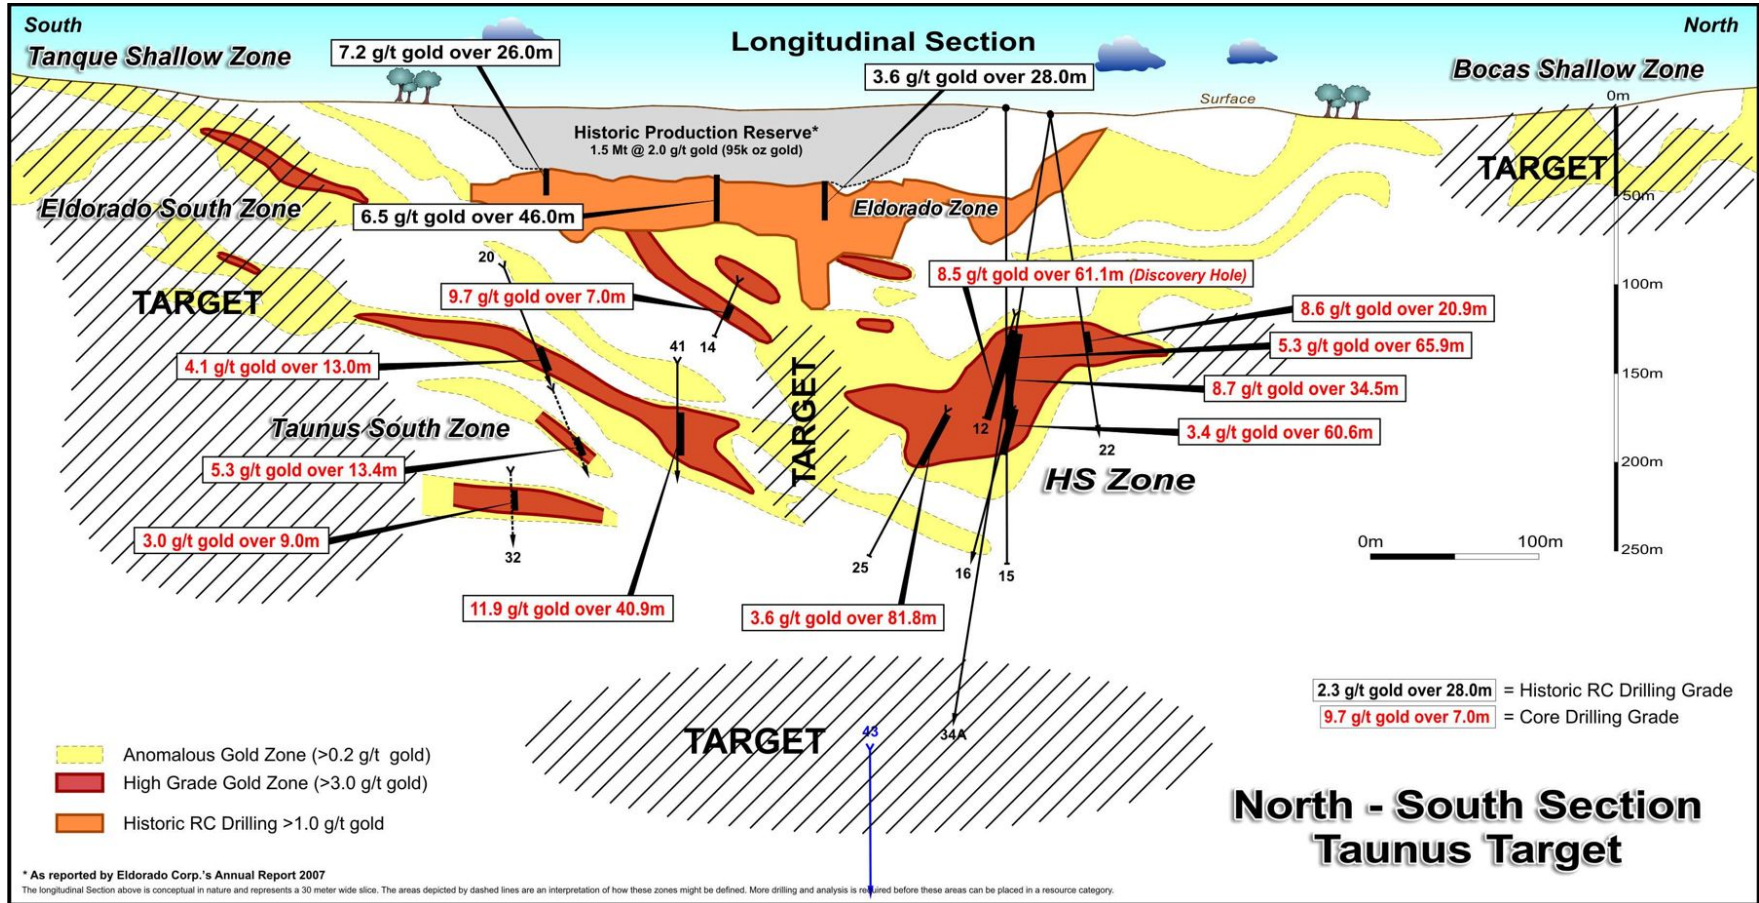 South
North
Tanque Shallow Zone
7.2 g/t gold over 26.0m
Longitudinal Section
3.6 g/t gold over 28.0m
Bocas Shallow Zone
Surface
0m
Historic Production Reserve*
1.5 Mt @ 2.0 g/t gold (95k oz gold)
TARGET
50m
Eldorado South Zone
6.5 g/t gold over 46.0m
Eldorado Zone
20
8.5 g/t gold over 61.1m (Discovery Hole)
100m
TARGET
9.7 g/t gold over 7.0m
8.6 g/t gold over 20.9m
14
41
5.3 g/t gold over 65.9m
4.1 g/t gold over 13.0m
TARGET
150m
8.7 g/t gold over 34.5m
Taunus South Zone
12
3.4 g/t gold over 60.6m
22
5.3 g/t gold over 13.4m
200m
HS Zone
3.0 g/t gold over 9.0m
32
25
16
15
0m
100m
250m
11.9 g/t gold over 40.9m
3.6 g/t gold over 81.8m
TARGET
43
34A
2.3 g/t gold over 28.0m = Historic RC Drilling Grade
9.7 g/t gold over 7.0m = Core Drilling Grade
Anomalous Gold Zone (>0.2 g/t gold)
High Grade Gold Zone (>3.0 g/t gold)
Historic RC Drilling >1.0 g/t gold
North - South Section
Taunus Target
* As reported by Eldorado Corp.'s Annual Report 2007
The longitudinal Section above is conceptual in nature and represents a 30 meter wide slice. The areas depicted by dashed lines are an interpretation of how these zones might be defined. More drilling and analysis is required before these areas can be placed in a resource category.